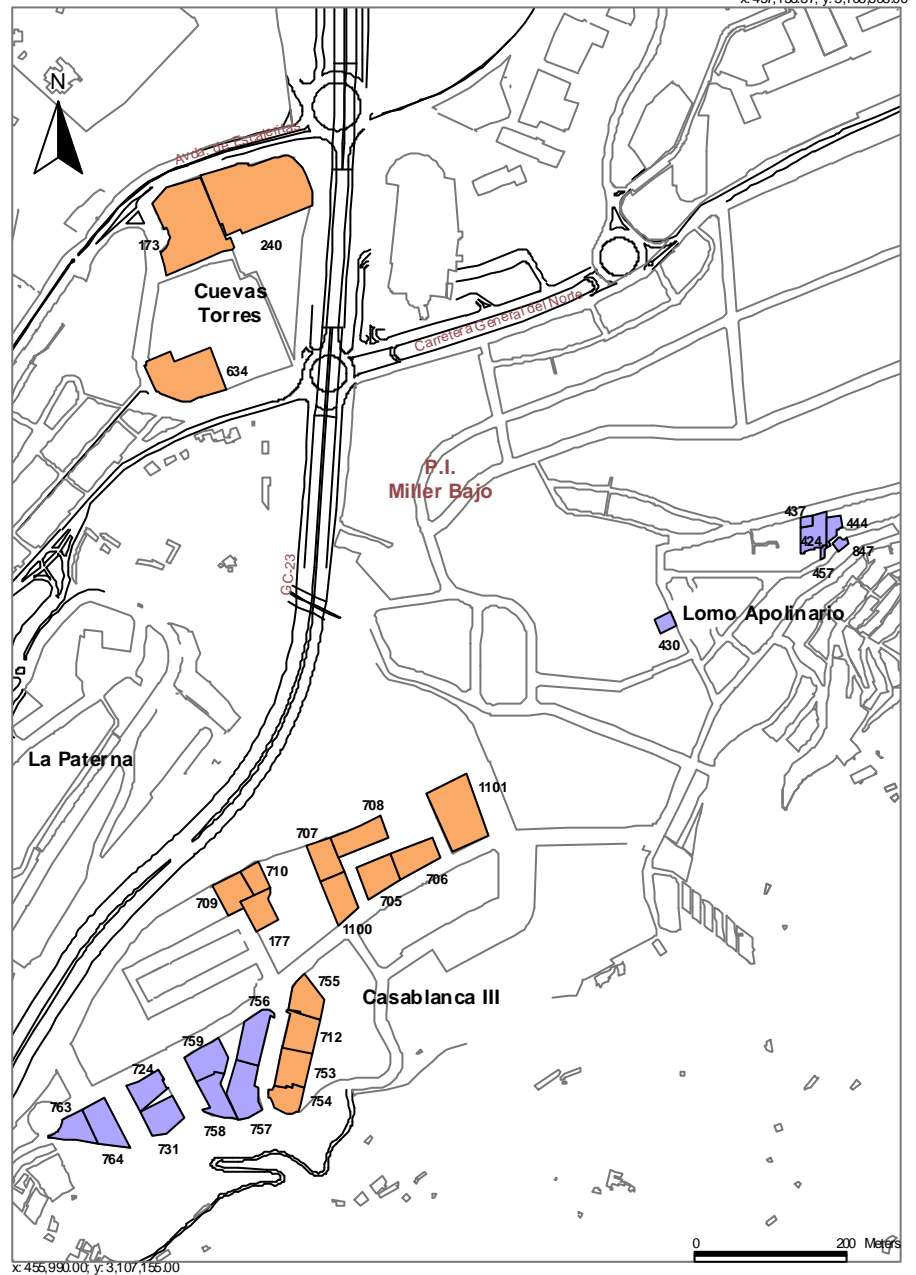 N
Avda. de Escaleritas
173
240
Cuevas
Torres
Carretera General del Norte
634
P.I.
Miller Bajo
437
444
424
847
457
GC-23
Lomo Apolinario
430
La Paterna
1101
708
707
710
706
709
705
177
1100
755
Casablanca III
756
712
759
753
724
754
763
758
757
731
764
0
200 Meters
x: 455,990.00; y: 3,107,155.00